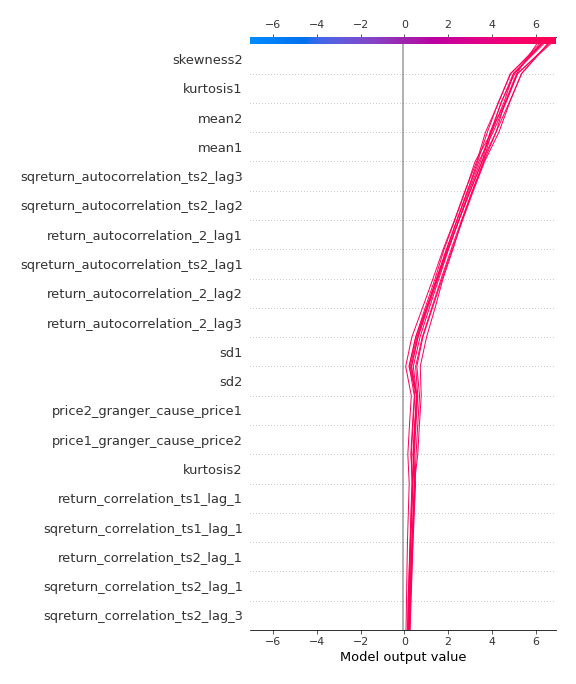 −6 −4 −2 0 2 4 6
skewness2
kurtosis1
mean2
mean1
sqreturn_autocorrelation_ts2_lag3
sqreturn_autocorrelation_ts2_lag2
return_autocorrelation_2_lag1
sqreturn_autocorrelation_ts2_lag1
return_autocorrelation_2_lag2
return_autocorrelation_2_lag3
sd1
sd2
price2_granger_cause_price1
price1_granger_cause_price2
kurtosis2
return_correlation_ts1_lag_1
sqreturn_correlation_ts1_lag_1
return_correlation_ts2_lag_1
sqreturn_correlation_ts2_lag_1
sqreturn_correlation_ts2_lag_3
−6 −4 −2 0 2 4 6
Model output value